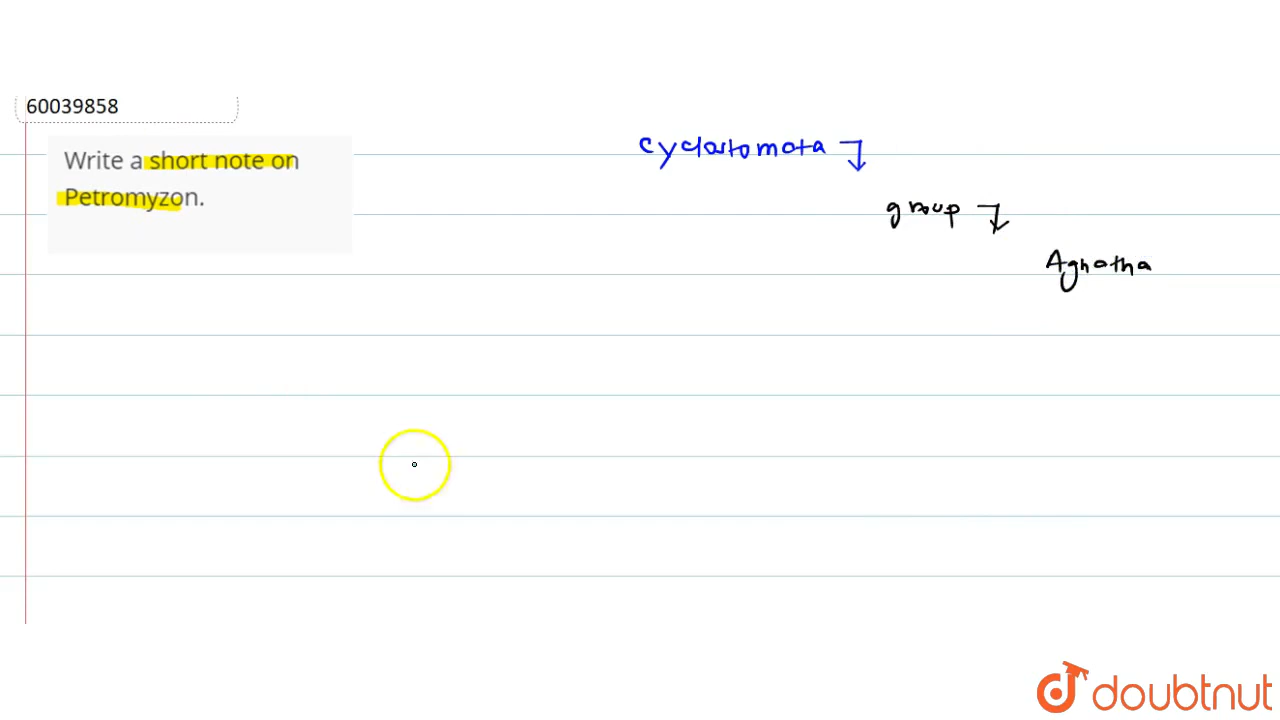 60039858
Write a short note on
Petromyzon.
Cyclostomata
group
Agnatha
doubtnut